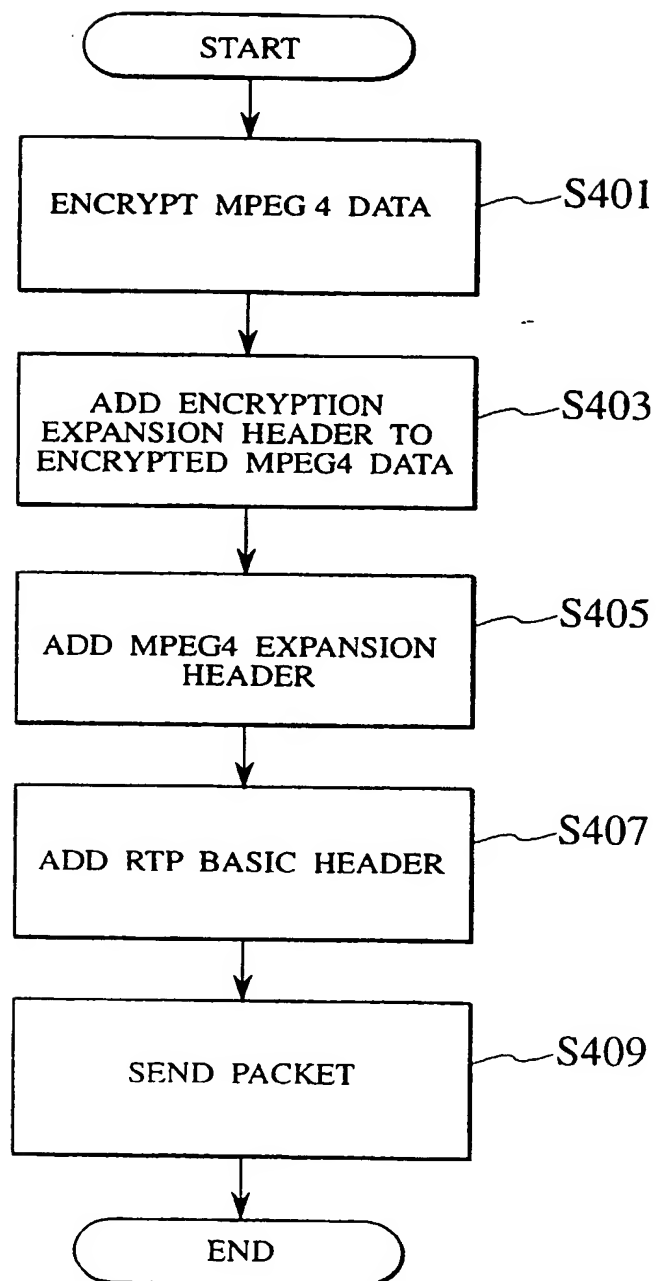 START
ENCRYPT MPEG 4 DATA
S401
ADD ENCRYPTION
EXPANSION HEADER TO
ENCRYPTED MPEG4 DATA
S403
ADD MPEG4 EXPANSION
HEADER
S405
ADD RTP BASIC HEADER
S407
SEND PACKET
S409
END